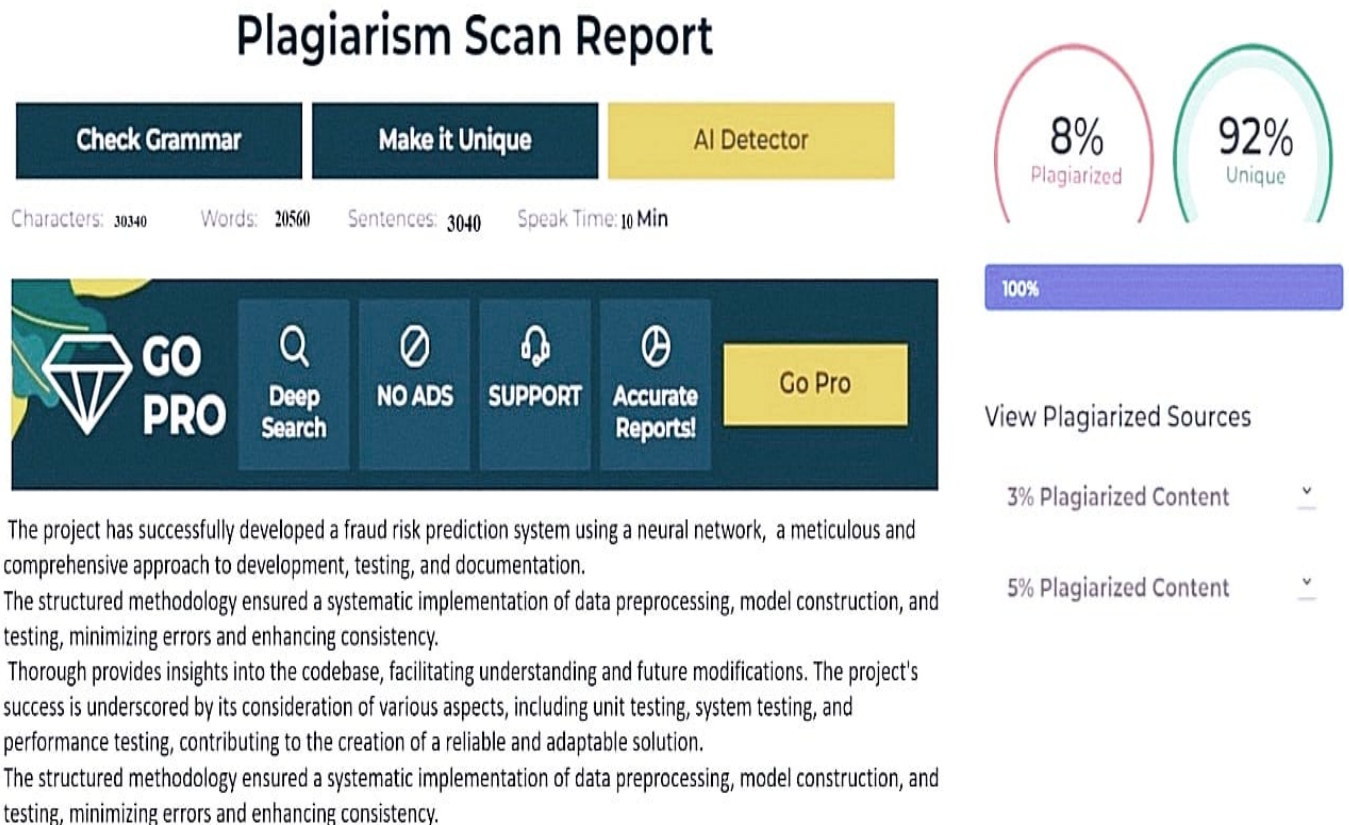 Plagiarism Scan Report
Check Grammar
Make it Unique
AI Detector
Characters: 30340 Words: 20560 Sentences: 3040 Speak Time: 10 Min
8%
Plagiarized
92%
Unique
100%
GO
PRO
Deep
Search
NO ADS
SUPPORT
Accurate
Reports!
Go Pro
View Plagiarized Sources
3% Plagiarized Content
5% Plagiarized Content
The project has successfully developed a fraud risk prediction system using a neural network, a meticulous and
comprehensive approach to development, testing, and documentation.
The structured methodology ensured a systematic implementation of data preprocessing, model construction, and
testing, minimizing errors and enhancing consistency.
Thorough provides insights into the codebase, facilitating understanding and future modifications. The project's
success is underscored by its consideration of various aspects, including unit testing, system testing, and
performance testing, contributing to the creation of a reliable and adaptable solution.
The structured methodology ensured a systematic implementation of data preprocessing, model construction, and
testing, minimizing errors and enhancing consistency.